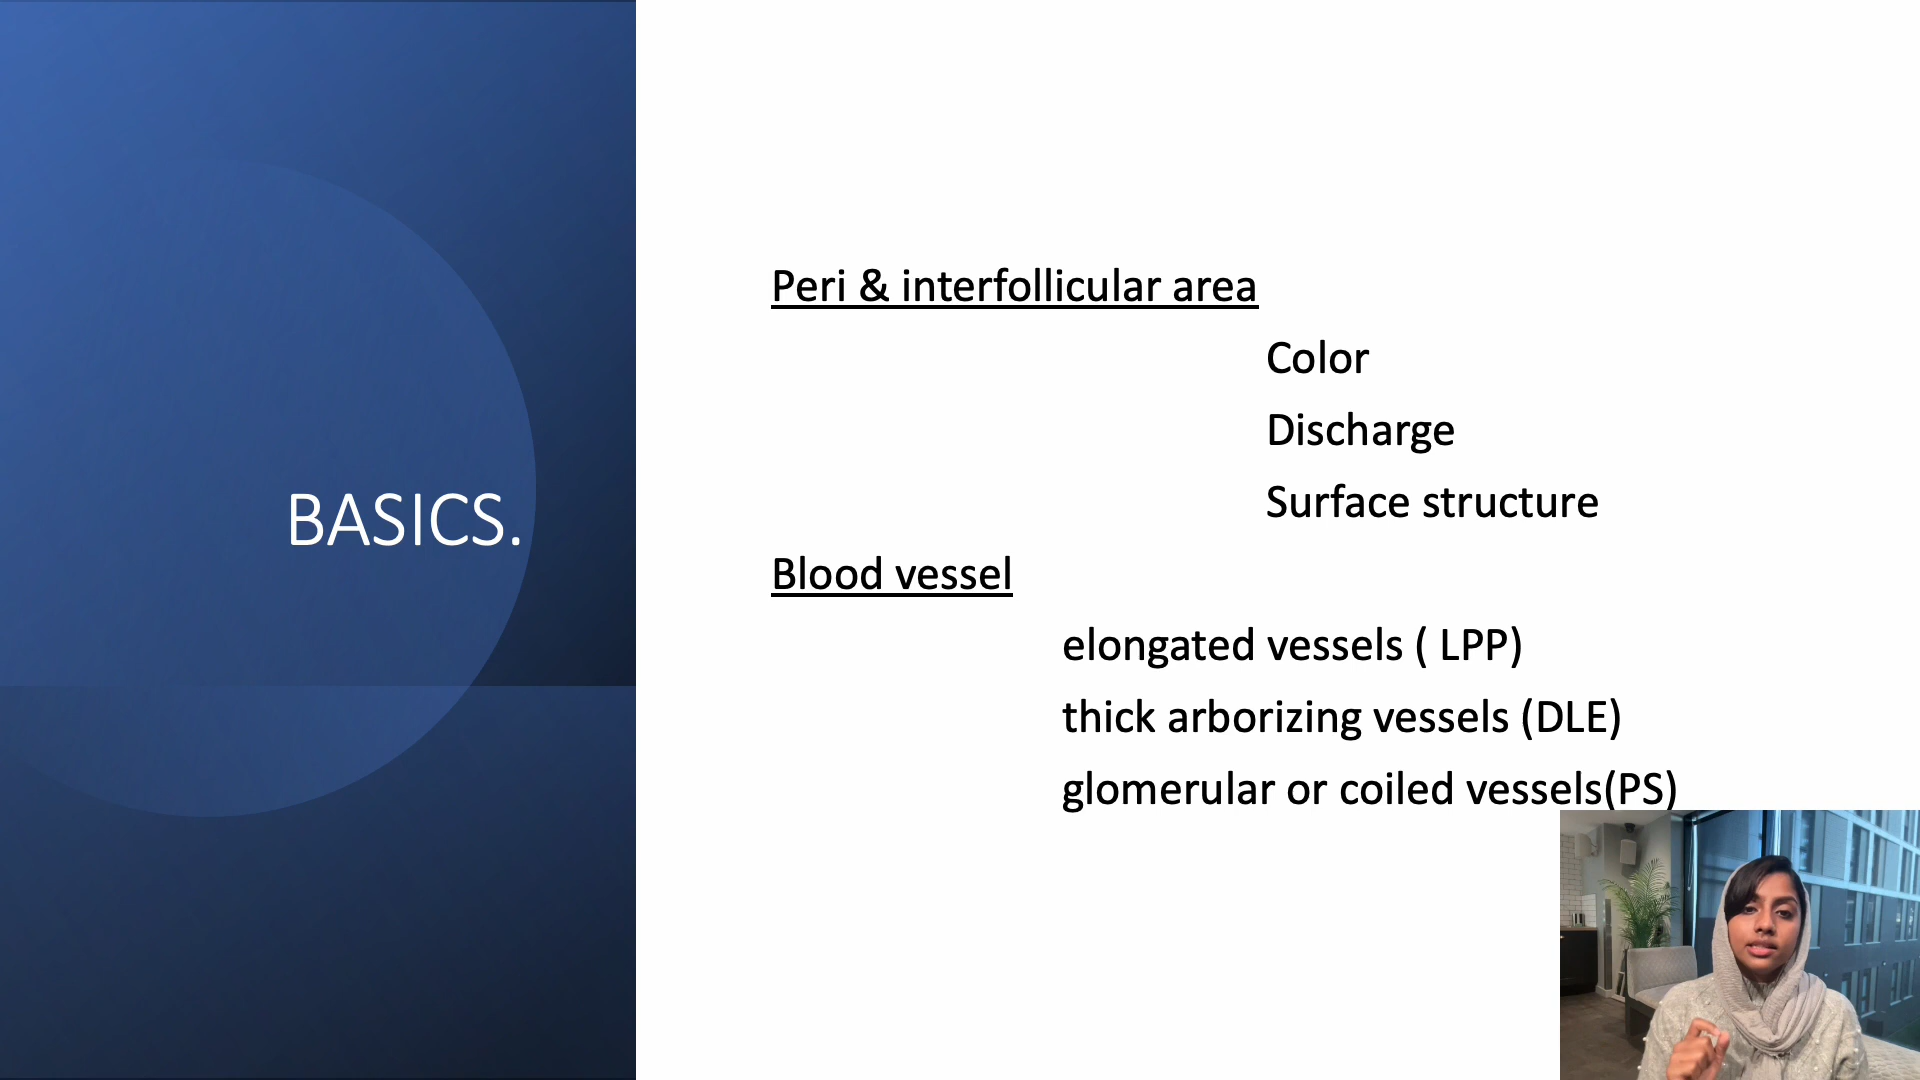 BASICS.
Peri & interfollicular area
Color
Discharge
Surface structure
Blood vessel
elongated vessels ( LPP)
thick arborizing vessels (DLE)
glomerular or coiled vessels(PS)